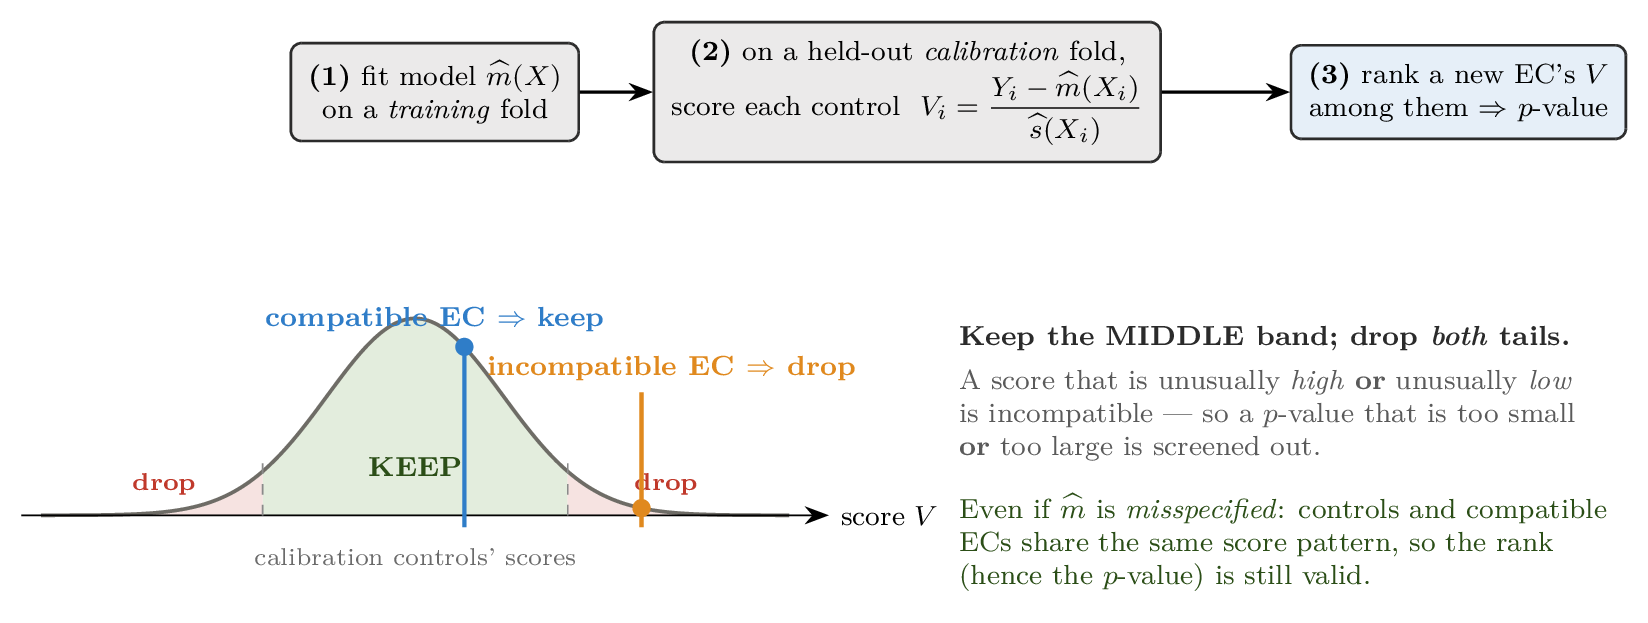 (1) fit model m̂(X)
on a training fold
(2) on a held-out calibration fold,
score each control V_i = (Y_i − m̂(X_i)) / ŝ(X_i)
(3) rank a new EC's V
among them ⇒ p-value
compatible EC ⇒ keep
incompatible EC ⇒ drop
KEEP
drop
drop
score V
calibration controls' scores
Keep the MIDDLE band; drop both tails.
A score that is unusually high or unusually low
is incompatible — so a p-value that is too small
or too large is screened out.
Even if m̂ is misspecified: controls and compatible
ECs share the same score pattern, so the rank
(hence the p-value) is still valid.